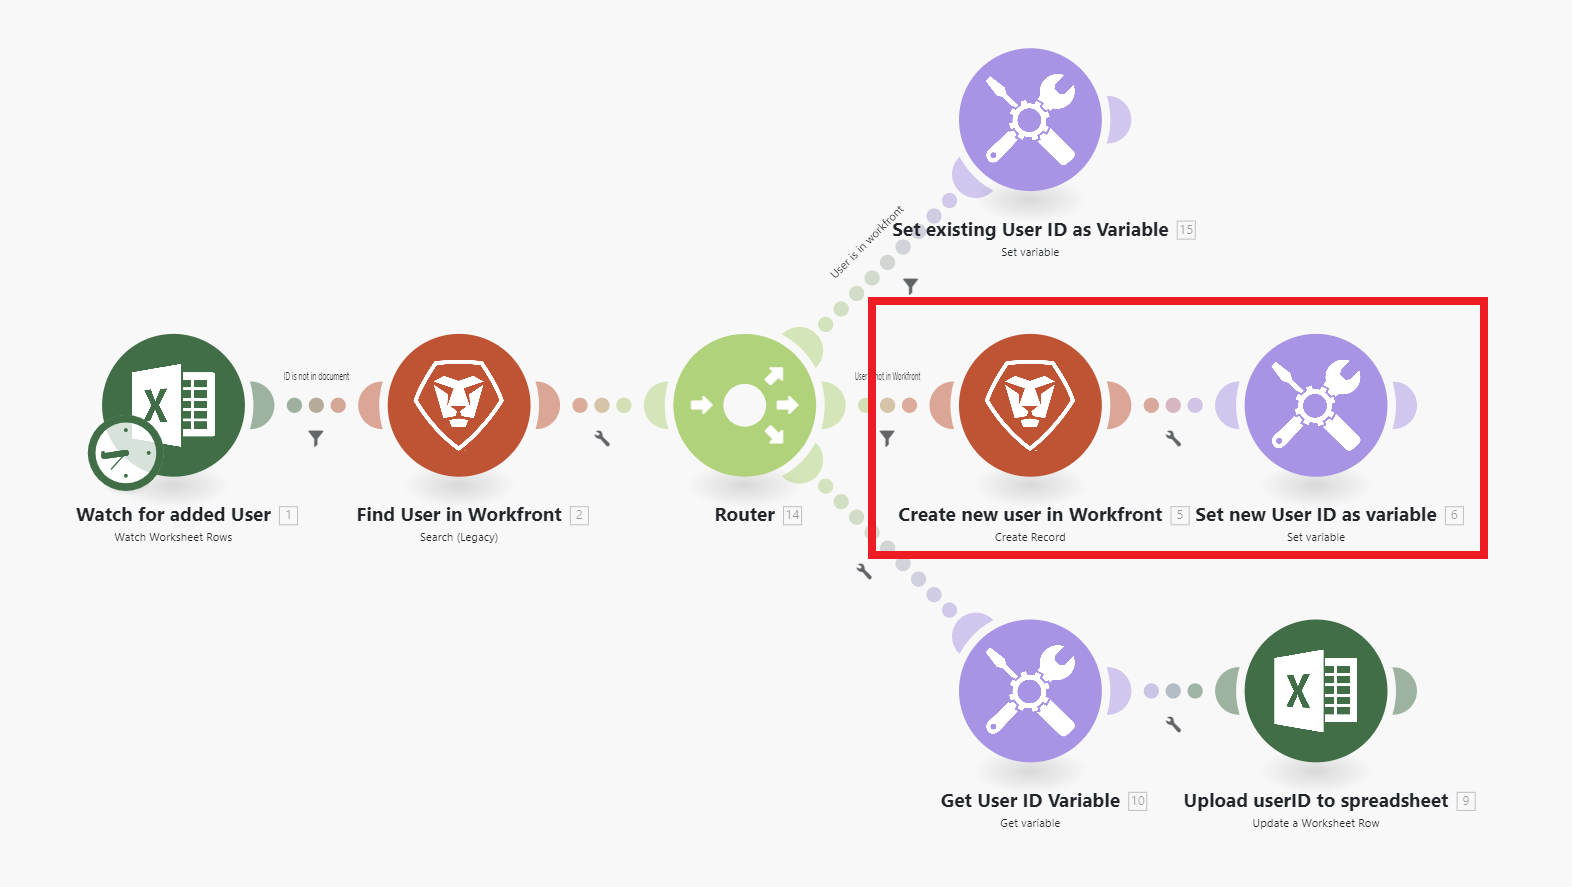 User is in workfront
Set existing User ID as Variable 15
Set variable
ID is not in document
User not in Workfront
X
Watch for added User 1
Watch Worksheet Rows
Find User in Workfront 2
Search (Legacy)
Router 14
Create new user in Workfront 5
Create Record
Set new User ID as variable 6
Set variable
X
Get User ID Variable 10
Get variable
Upload userID to spreadsheet 9
Update a Worksheet Row